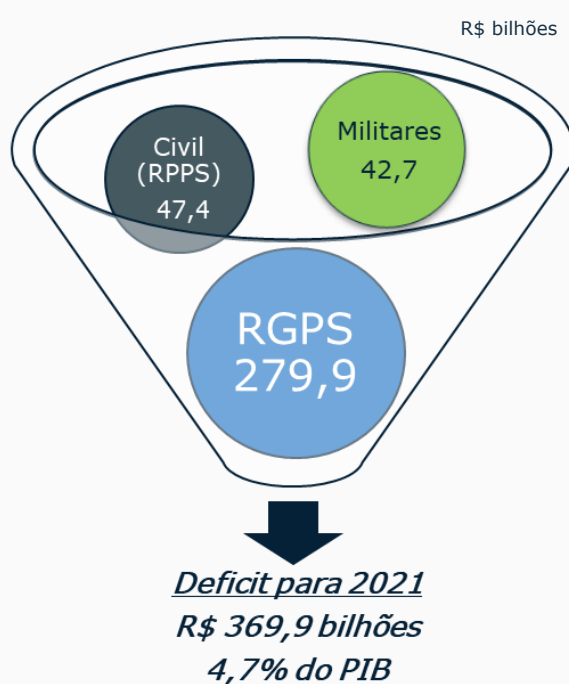 R$ bilhões
Civil
(RPPS)
47,4
Militares
42,7
RGPS
279,9
Deficit para 2021
R$ 369,9 bilhões
4,7% do PIB